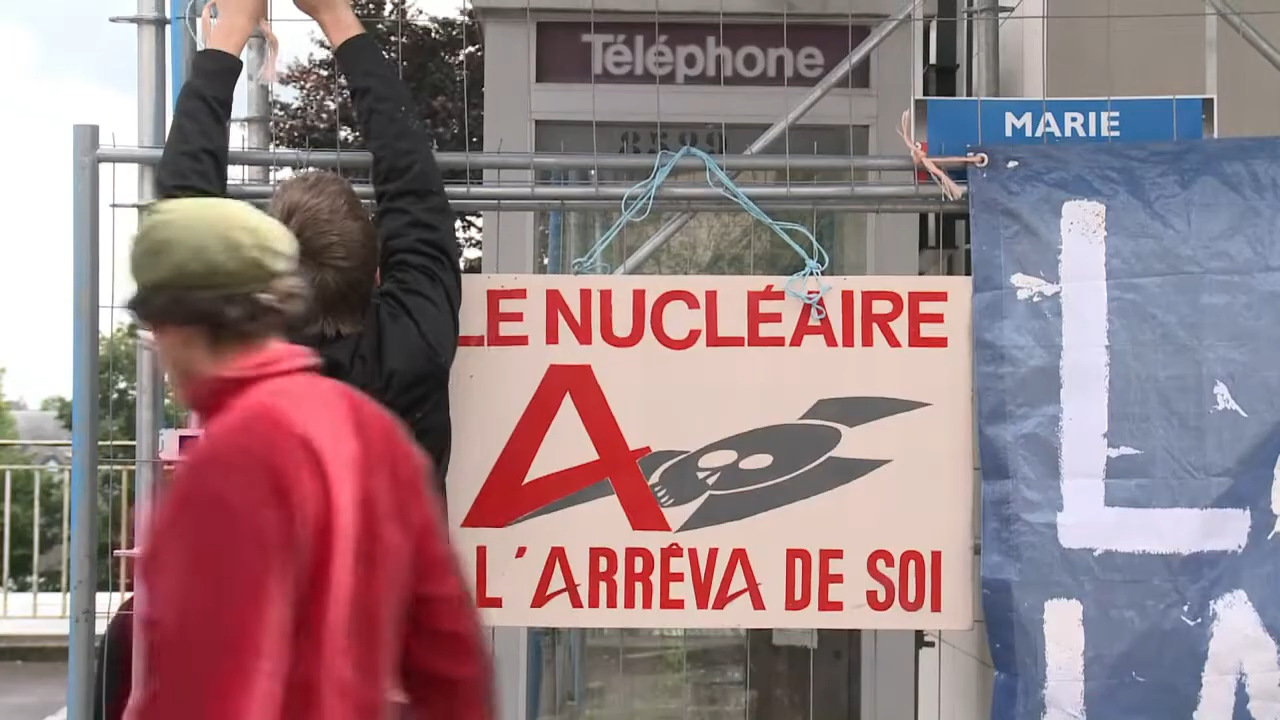 Téléphone
MARIE
LE NUCLÉAIRE
A
L'ARRÊVA DE SOI
L